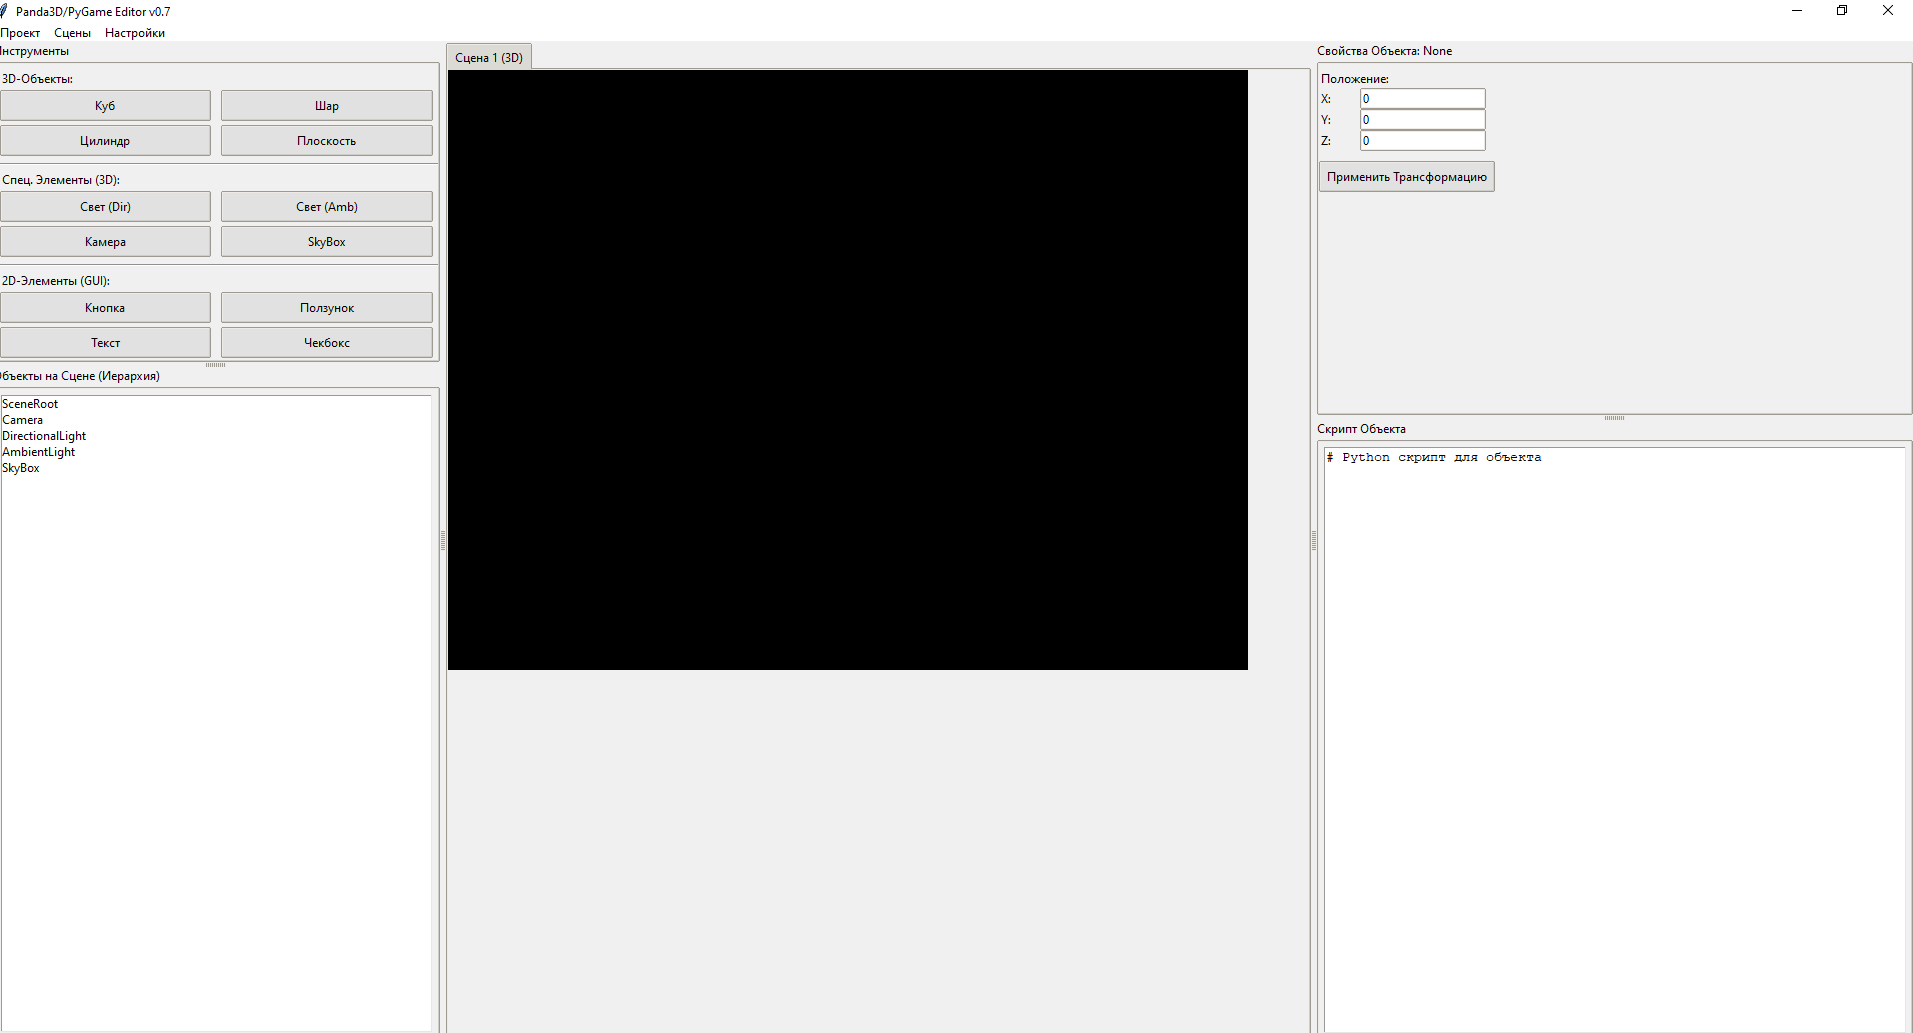 Panda3D/PyGame Editor v0.7
Проект Сцены Настройки
Инструменты
3D-Объекты:
Куб Шар
Цилиндр Плоскость
Спец. Элементы (3D):
Свет (Dir) Свет (Amb)
Камера SkyBox
2D-Элементы (GUI):
Кнопка Ползунок
Текст Чекбокс
Объекты на Сцене (Иерархия)
SceneRoot
Camera
DirectionalLight
AmbientLight
SkyBox
Сцена 1 (3D)
Свойства Объекта: None
Положение:
X: 0
Y: 0
Z: 0
Применить Трансформацию
Скрипт Объекта
# Python скрипт для объекта